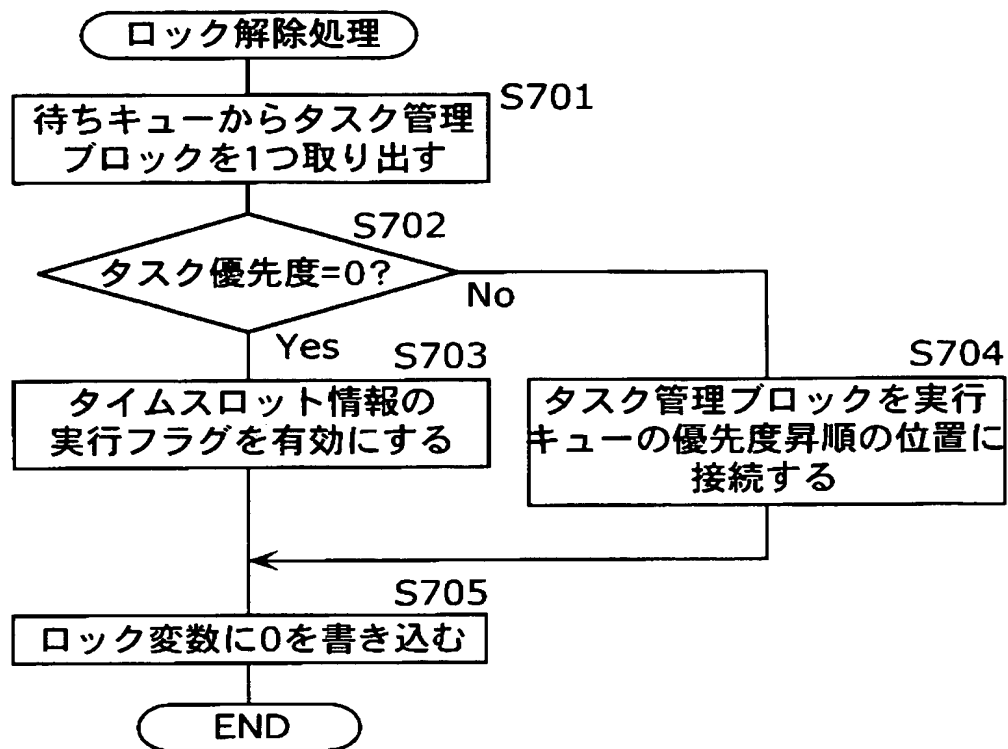 ロック解除処理
S701
待ちキューからタスク管理
ブロックを1つ取り出す
S702
タスク優先度=0?
No
Yes
S703
タイムスロット情報の
実行フラグを有効にする
S704
タスク管理ブロックを実行
キューの優先度昇順の位置に
接続する
S705
ロック変数に0を書き込む
END